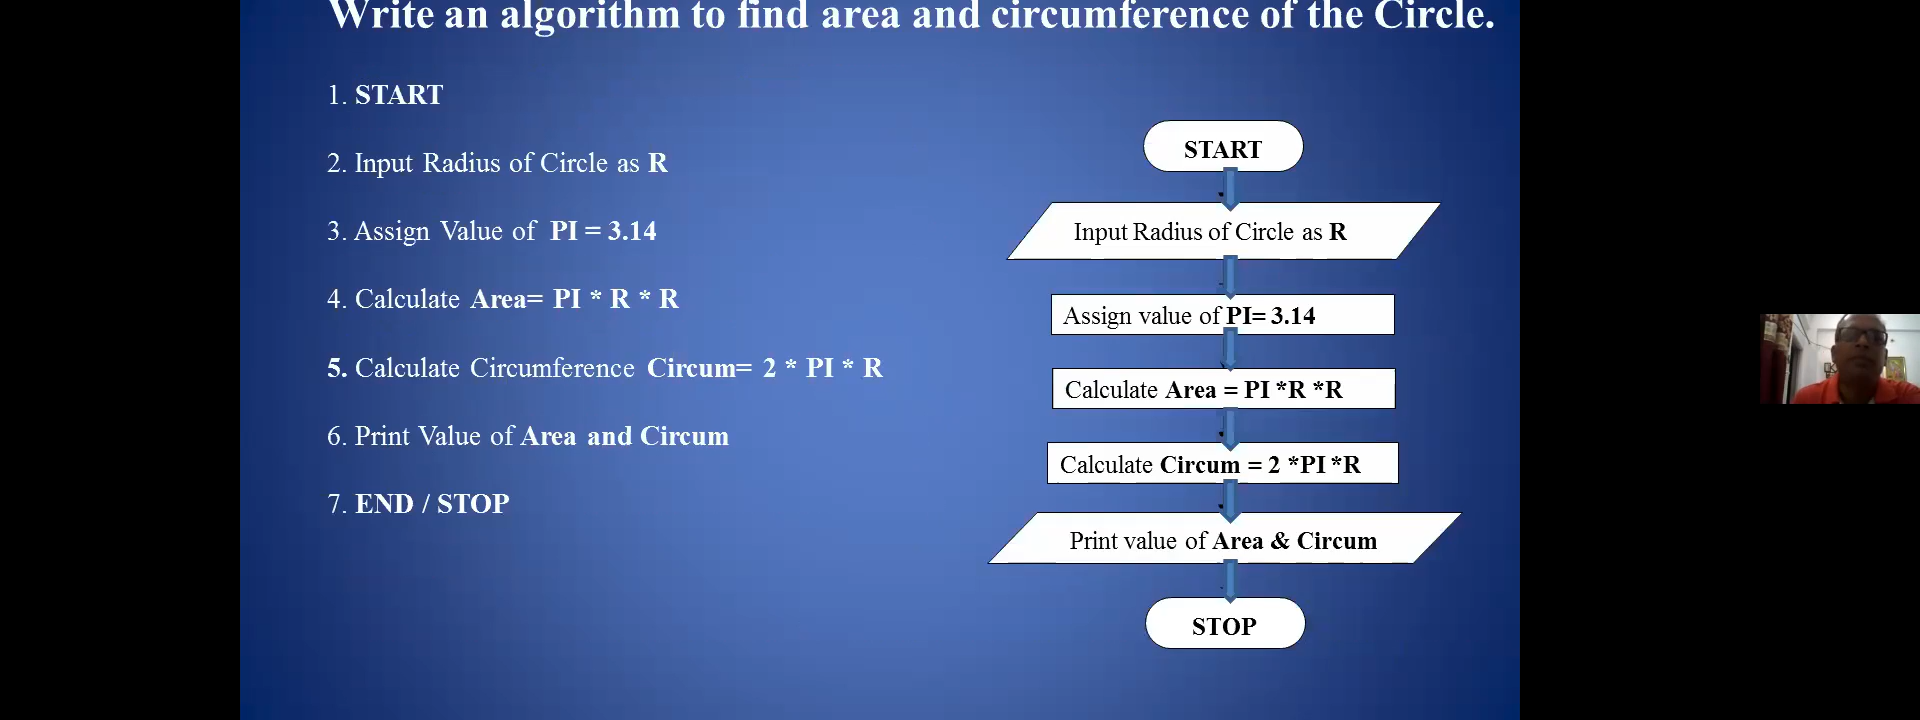 Write an algorithm to find area and circumference of the Circle.
1. START
2. Input Radius of Circle as R
3. Assign Value of PI = 3.14
4. Calculate Area= PI * R * R
5. Calculate Circumference Circum= 2 * PI * R
6. Print Value of Area and Circum
7. END / STOP
START
Input Radius of Circle as R
Assign value of PI= 3.14
Calculate Area = PI *R *R
Calculate Circum = 2 *PI *R
Print value of Area & Circum
STOP